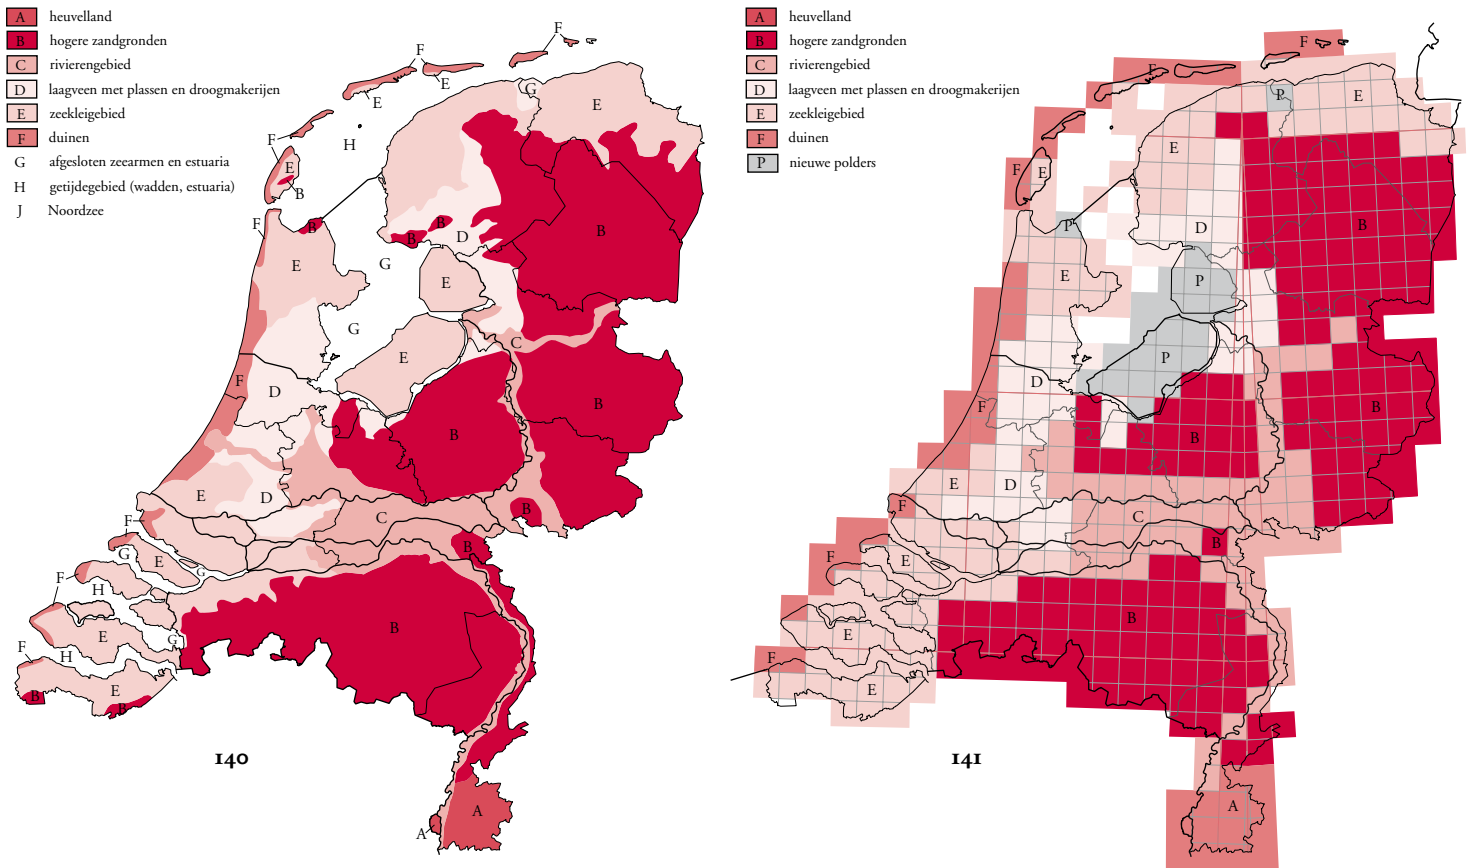 A heuvelland
B hogere zandgronden
C rivierengebied
D laagveen met plassen en droogmakerijen
E zeekleigebied
F duinen
G afgesloten zeearmen en estuaria
H getijdegebied (wadden, estuaria)
J Noordzee
F
F
E
E
G
E
F
H
E
B
F
B
B
B
D
B
G
E
E
G
C
E
F
D
B
B
E
D
B
C
F
B
G
E
G
F
H
B
E
G
F
H
E
B
B
A
A
140
A heuvelland
B hogere zandgronden
C rivierengebied
D laagveen met plassen en droogmakerijen
E zeekleigebied
F duinen
P nieuwe polders
F
F
P
E
E
F
E
P
D
B
E
P
P
D
F
B
B
E
D
F
C
B
F
E
B
E
F
E
A
141